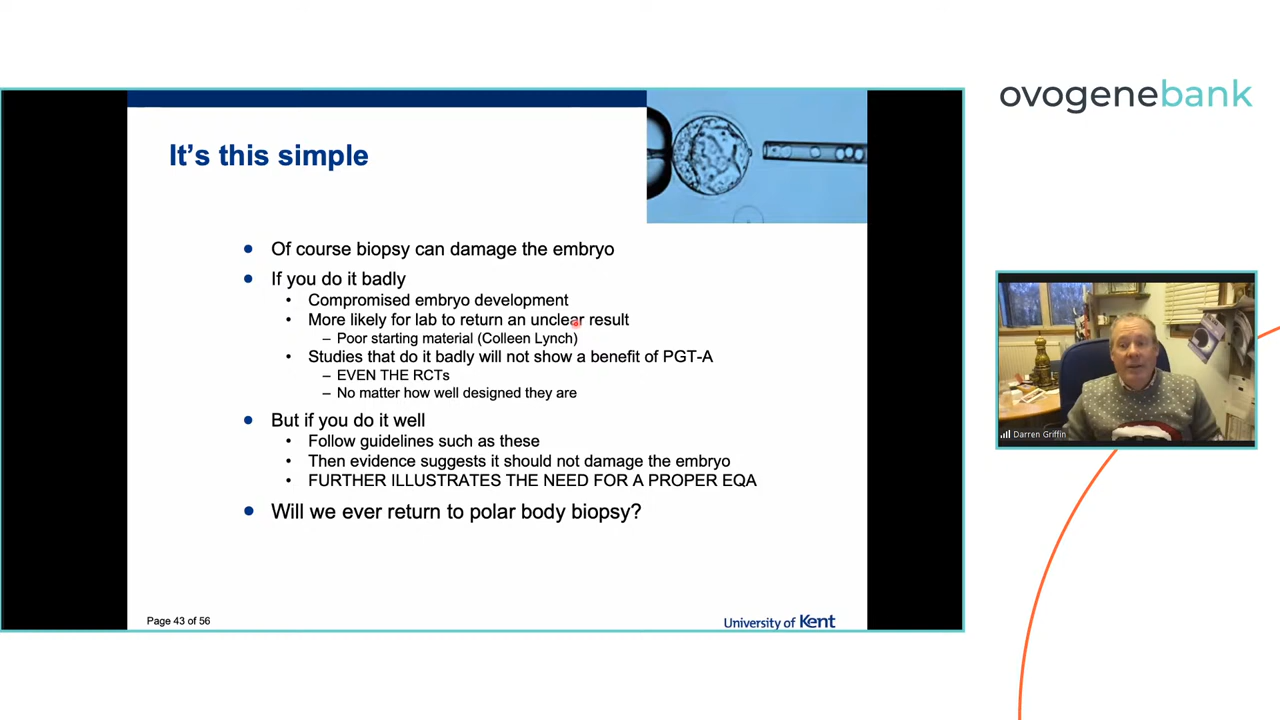 ovogenebank
It's this simple
Of course biopsy can damage the embryo
If you do it badly
Compromised embryo development
More likely for lab to return an unclear result
– Poor starting material (Colleen Lynch)
Studies that do it badly will not show a benefit of PGT-A
– EVEN THE RCTs
– No matter how well designed they are
But if you do it well
Follow guidelines such as these
Then evidence suggests it should not damage the embryo
FURTHER ILLUSTRATES THE NEED FOR A PROPER EQA
Will we ever return to polar body biopsy?
Page 43 of 56
University of Kent
Darren Griffin